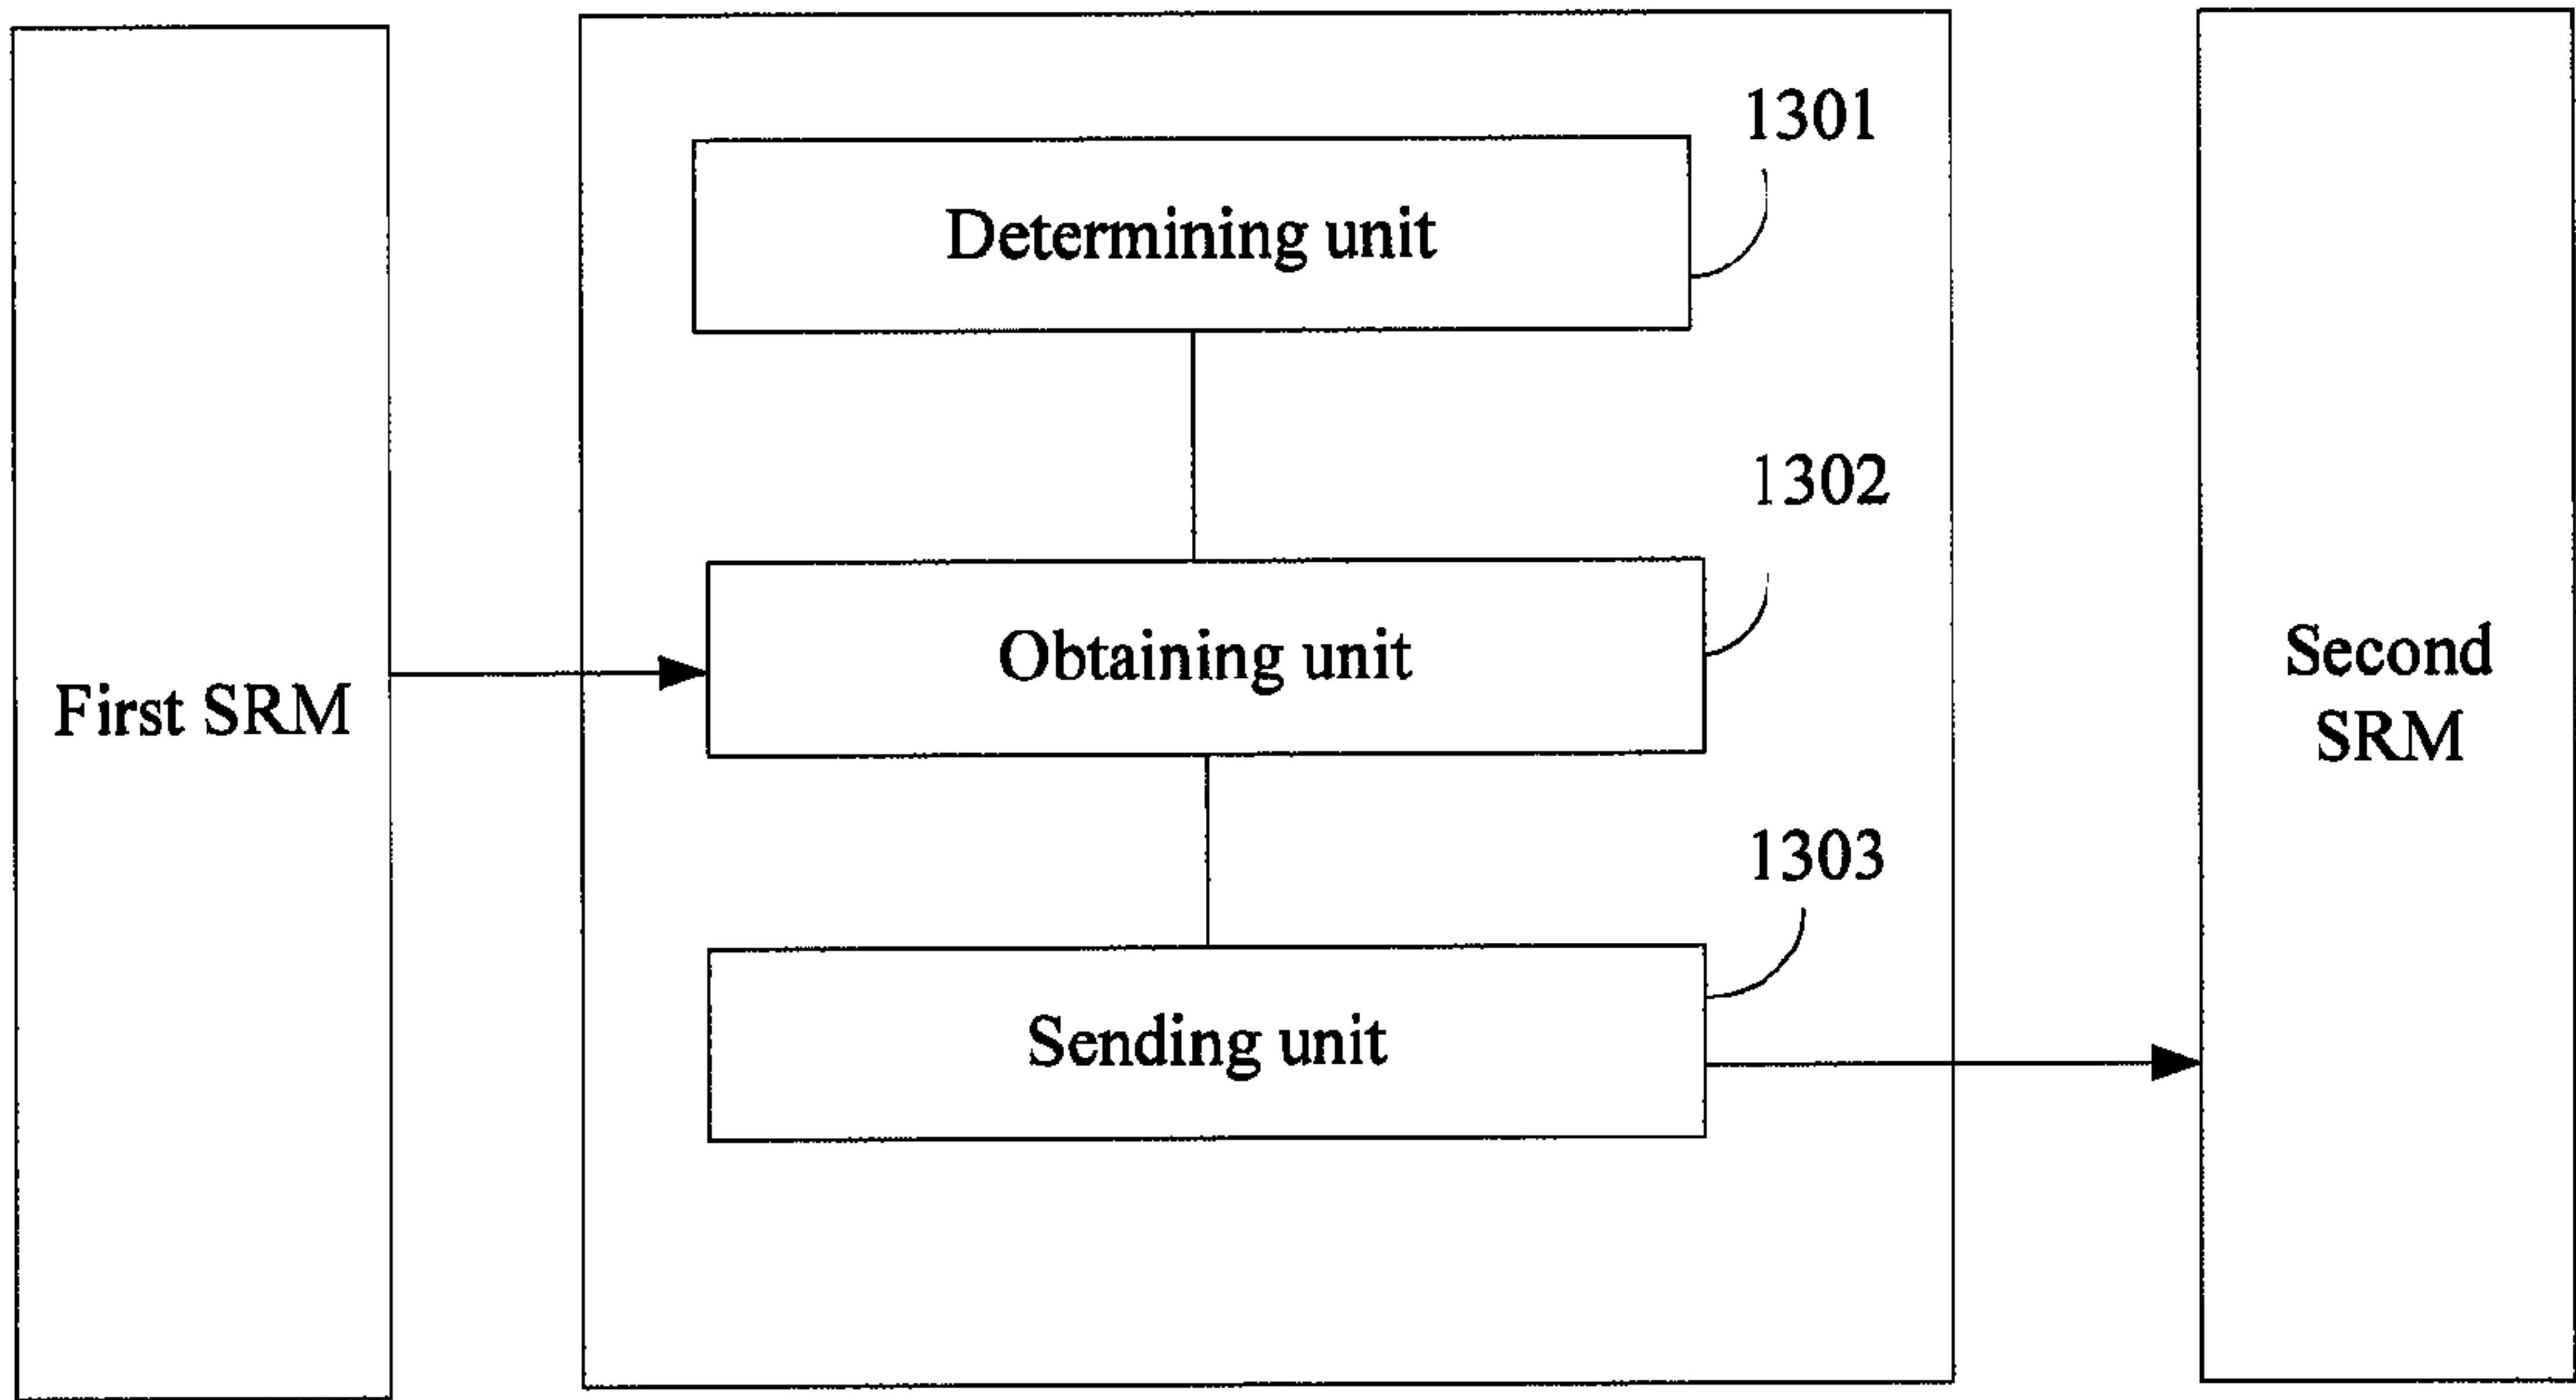 1301
Determining unit
1302
Obtaining unit
First SRM
Second
SRM
1303
Sending unit